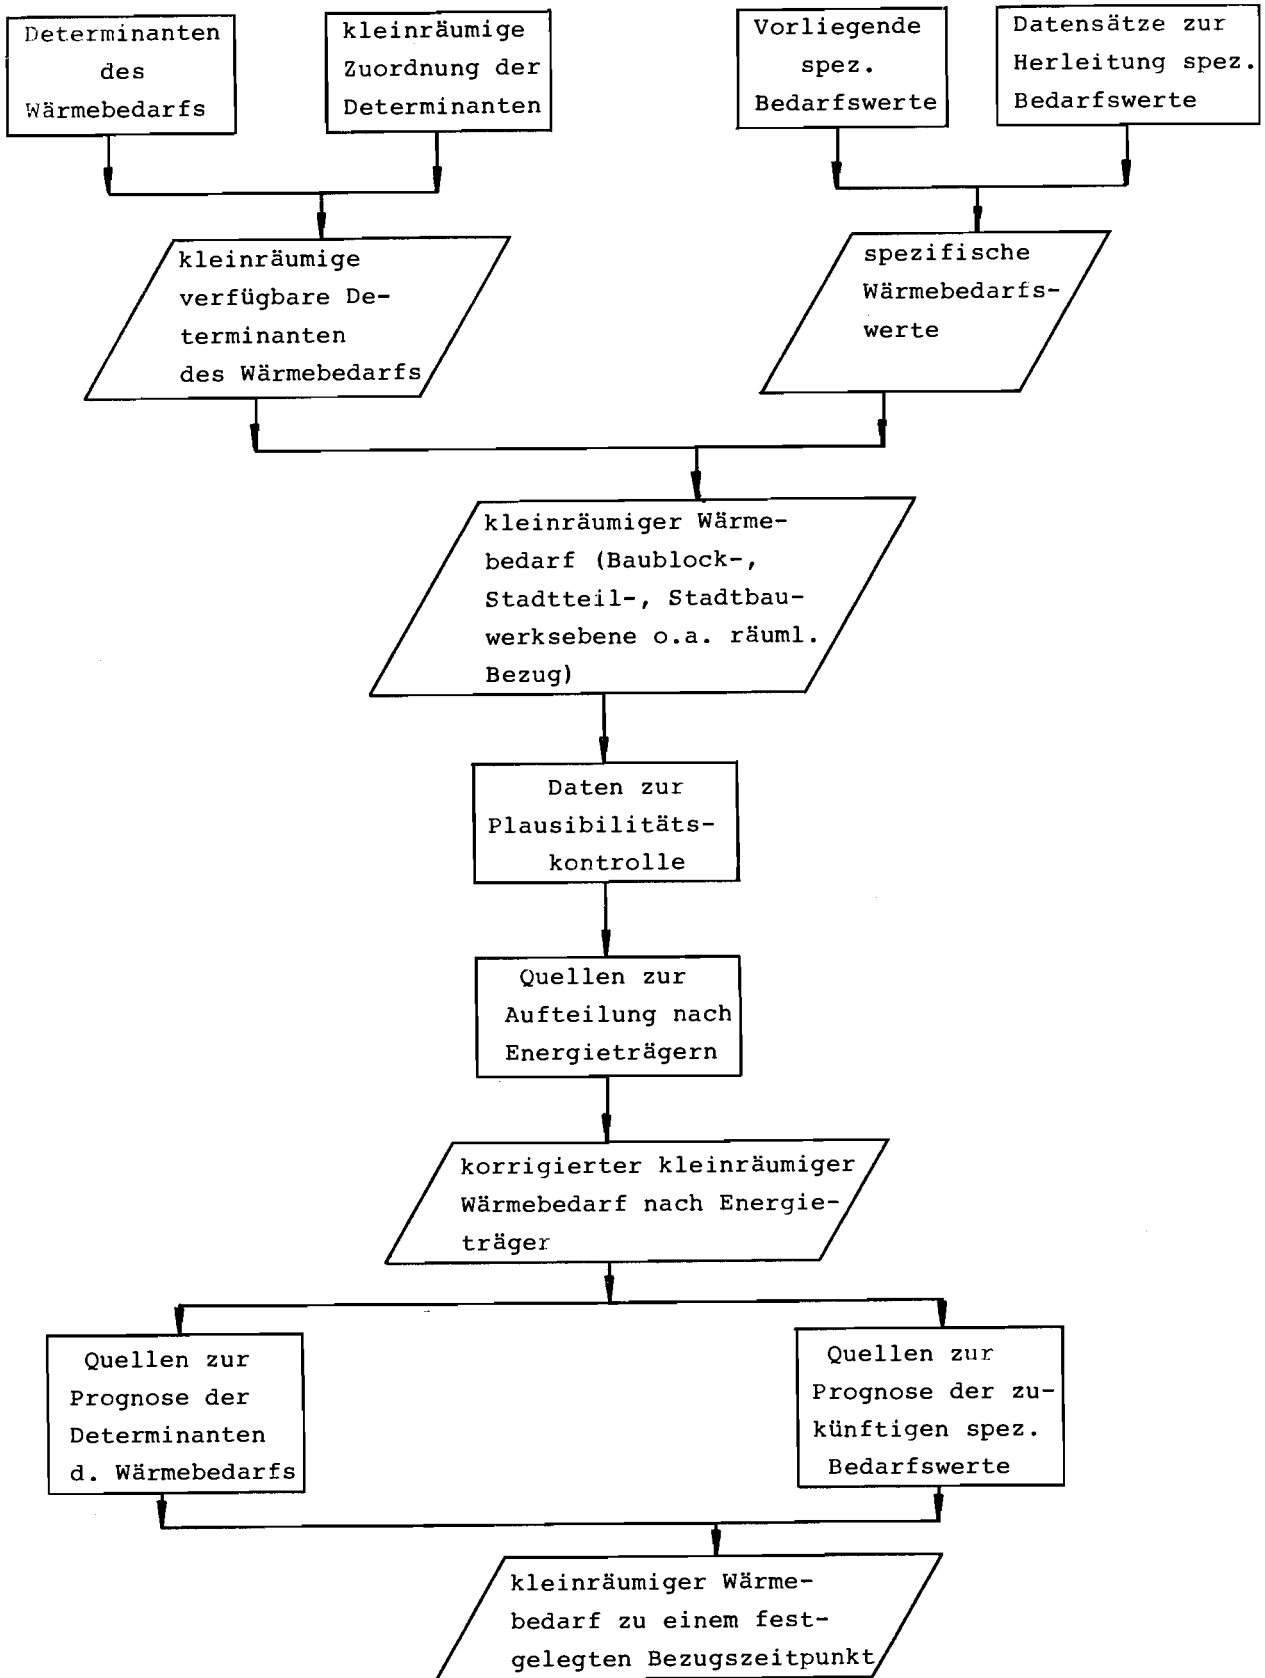 Determinanten
des
Wärmebedarfs
kleinräumige
Zuordnung der
Determinanten
Vorliegende
spez.
Bedarfswerte
Datensätze zur
Herleitung spez.
Bedarfswerte
kleinräumige
verfügbare De-
terminanten
des Wärmebedarfs
spezifische
Wärmebedarfs-
werte
kleinräumiger Wärme-
bedarf (Baublock-,
Stadtteil-, Stadtbau-
werksebene o.a. räuml.
Bezug)
Daten zur
Plausibilitäts-
kontrolle
Quellen zur
Aufteilung nach
Energieträgern
korrigierter kleinräumiger
Wärmebedarf nach Energie-
träger
Quellen zur
Prognose der
Determinanten
d. Wärmebedarfs
Quellen zur
Prognose der zu-
künftigen spez.
Bedarfswerte
kleinräumiger Wärme-
bedarf zu einem fest-
gelegten Bezugszeitpunkt